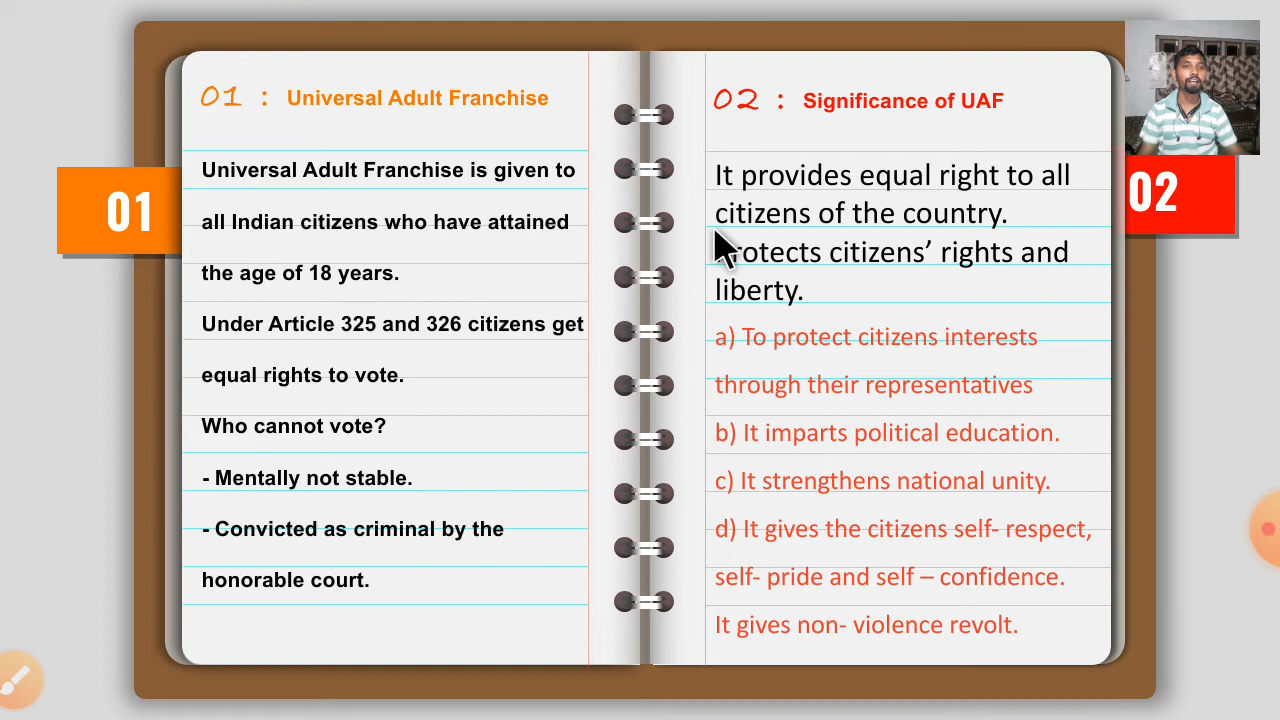 01 : Universal Adult Franchise
01
Universal Adult Franchise is given to
all Indian citizens who have attained
the age of 18 years.
Under Article 325 and 326 citizens get
equal rights to vote.
Who cannot vote?
- Mentally not stable.
- Convicted as criminal by the
honorable court.
02 : Significance of UAF
02
It provides equal right to all
citizens of the country.
Protects citizens’ rights and
liberty.
a) To protect citizens interests
through their representatives
b) It imparts political education.
c) It strengthens national unity.
d) It gives the citizens self- respect,
self- pride and self – confidence.
It gives non- violence revolt.